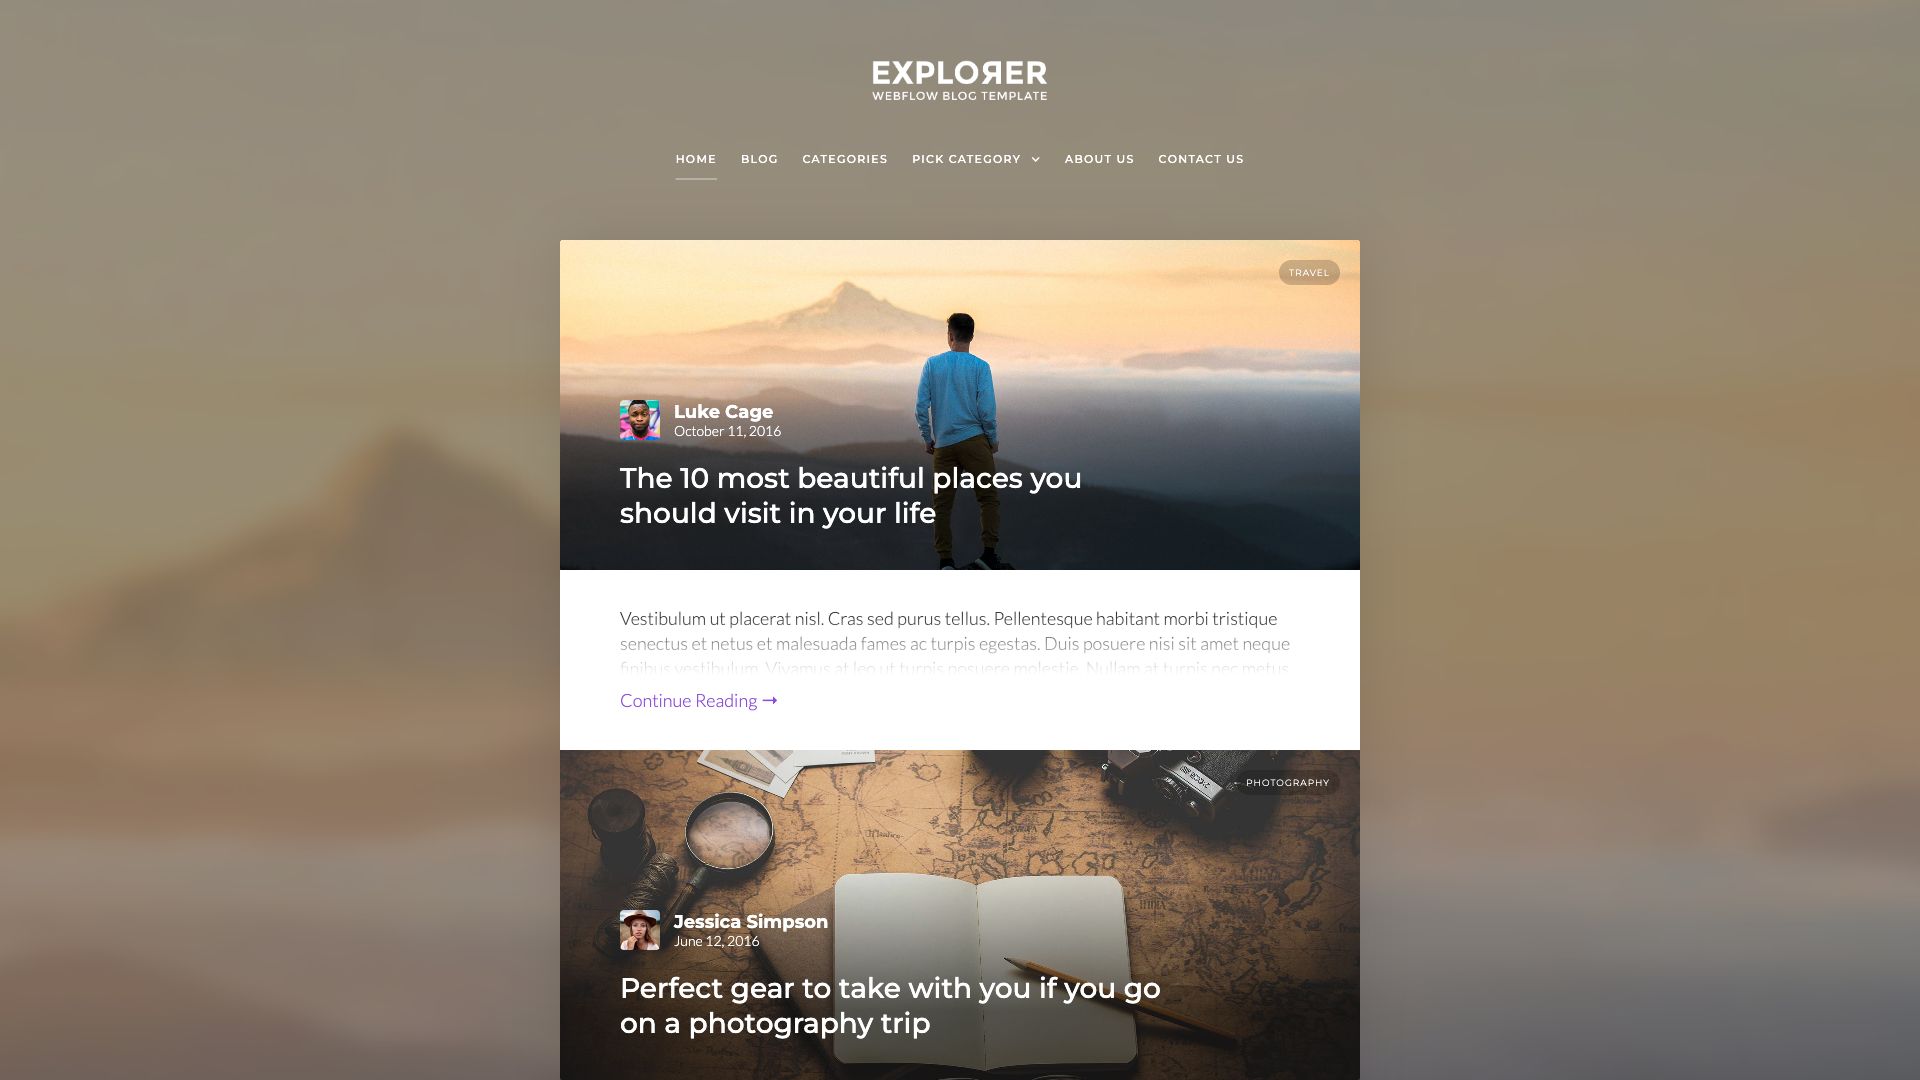 EXPLOЯER
WEBFLOW BLOG TEMPLATE
HOME BLOG CATEGORIES PICK CATEGORY ABOUT US CONTACT US
TRAVEL
Luke Cage
October 11, 2016
The 10 most beautiful places you
should visit in your life
Vestibulum ut placerat nisl. Cras sed purus tellus. Pellentesque habitant morbi tristique
senectus et netus et malesuada fames ac turpis egestas. Duis posuere nisi sit amet neque
finibus vestibulum. Vivamus at leo ut turpis posuere molestie. Nullam at turpis nec metus
Continue Reading →
PHOTOGRAPHY
Jessica Simpson
June 12, 2016
Perfect gear to take with you if you go
on a photography trip